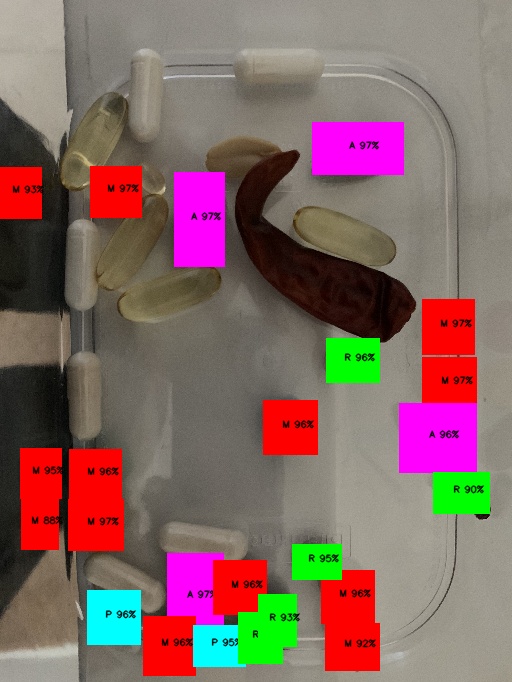 A 97%
M 93%
M 97%
A 97%
M 97%
R 96%
M 97%
M 96%
A 96%
M 95%
M 96%
R 90%
M 88%
M 97%
R 95%
M 96%
A 97%
M 96%
P 96%
R 93%
R
M 96%
P 95%
M 92%